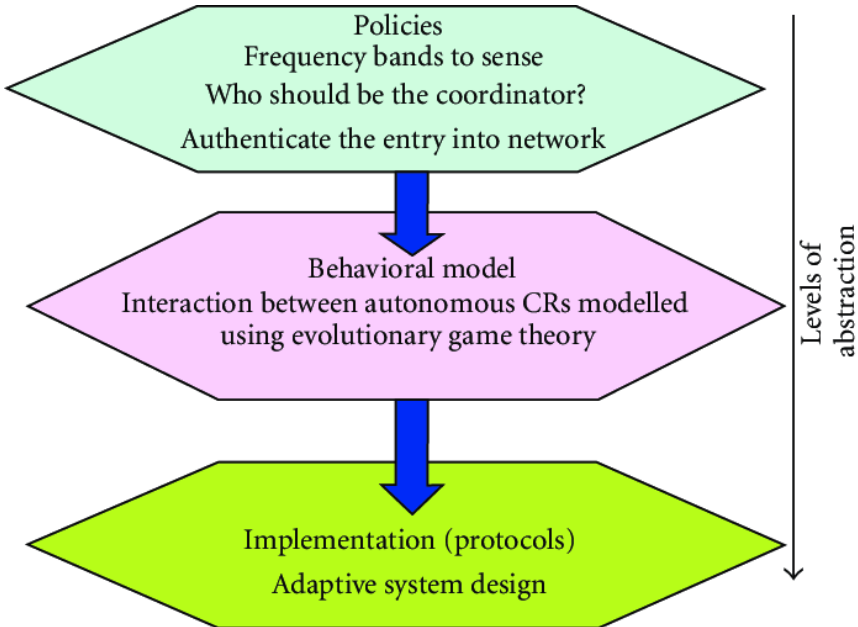 Policies
Frequency bands to sense
Who should be the coordinator?
Authenticate the entry into network
Behavioral model
Interaction between autonomous CRs modelled
using evolutionary game theory
Implementation (protocols)
Adaptive system design
Levels of
abstraction